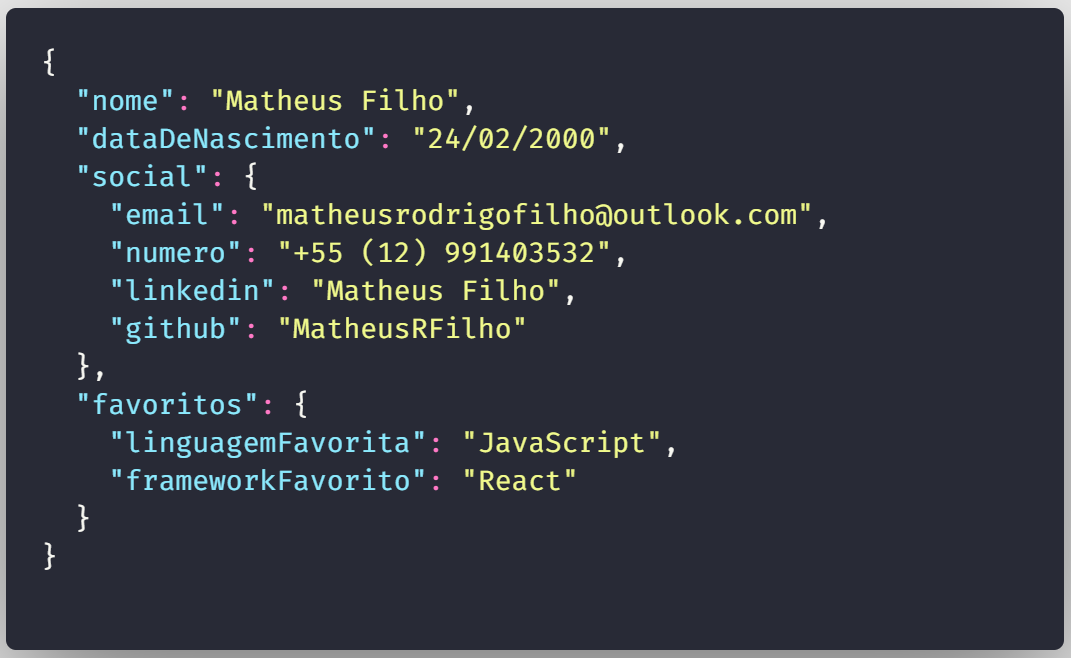 {
  "nome": "Matheus Filho",
  "dataDeNascimento": "24/02/2000",
  "social": {
    "email": "matheusrodrigofilho@outlook.com",
    "numero": "+55 (12) 991403532",
    "linkedin": "Matheus Filho",
    "github": "MatheusRFilho"
  },
  "favoritos": {
    "linguagemFavorita": "JavaScript",
    "frameworkFavorito": "React"
  }
}